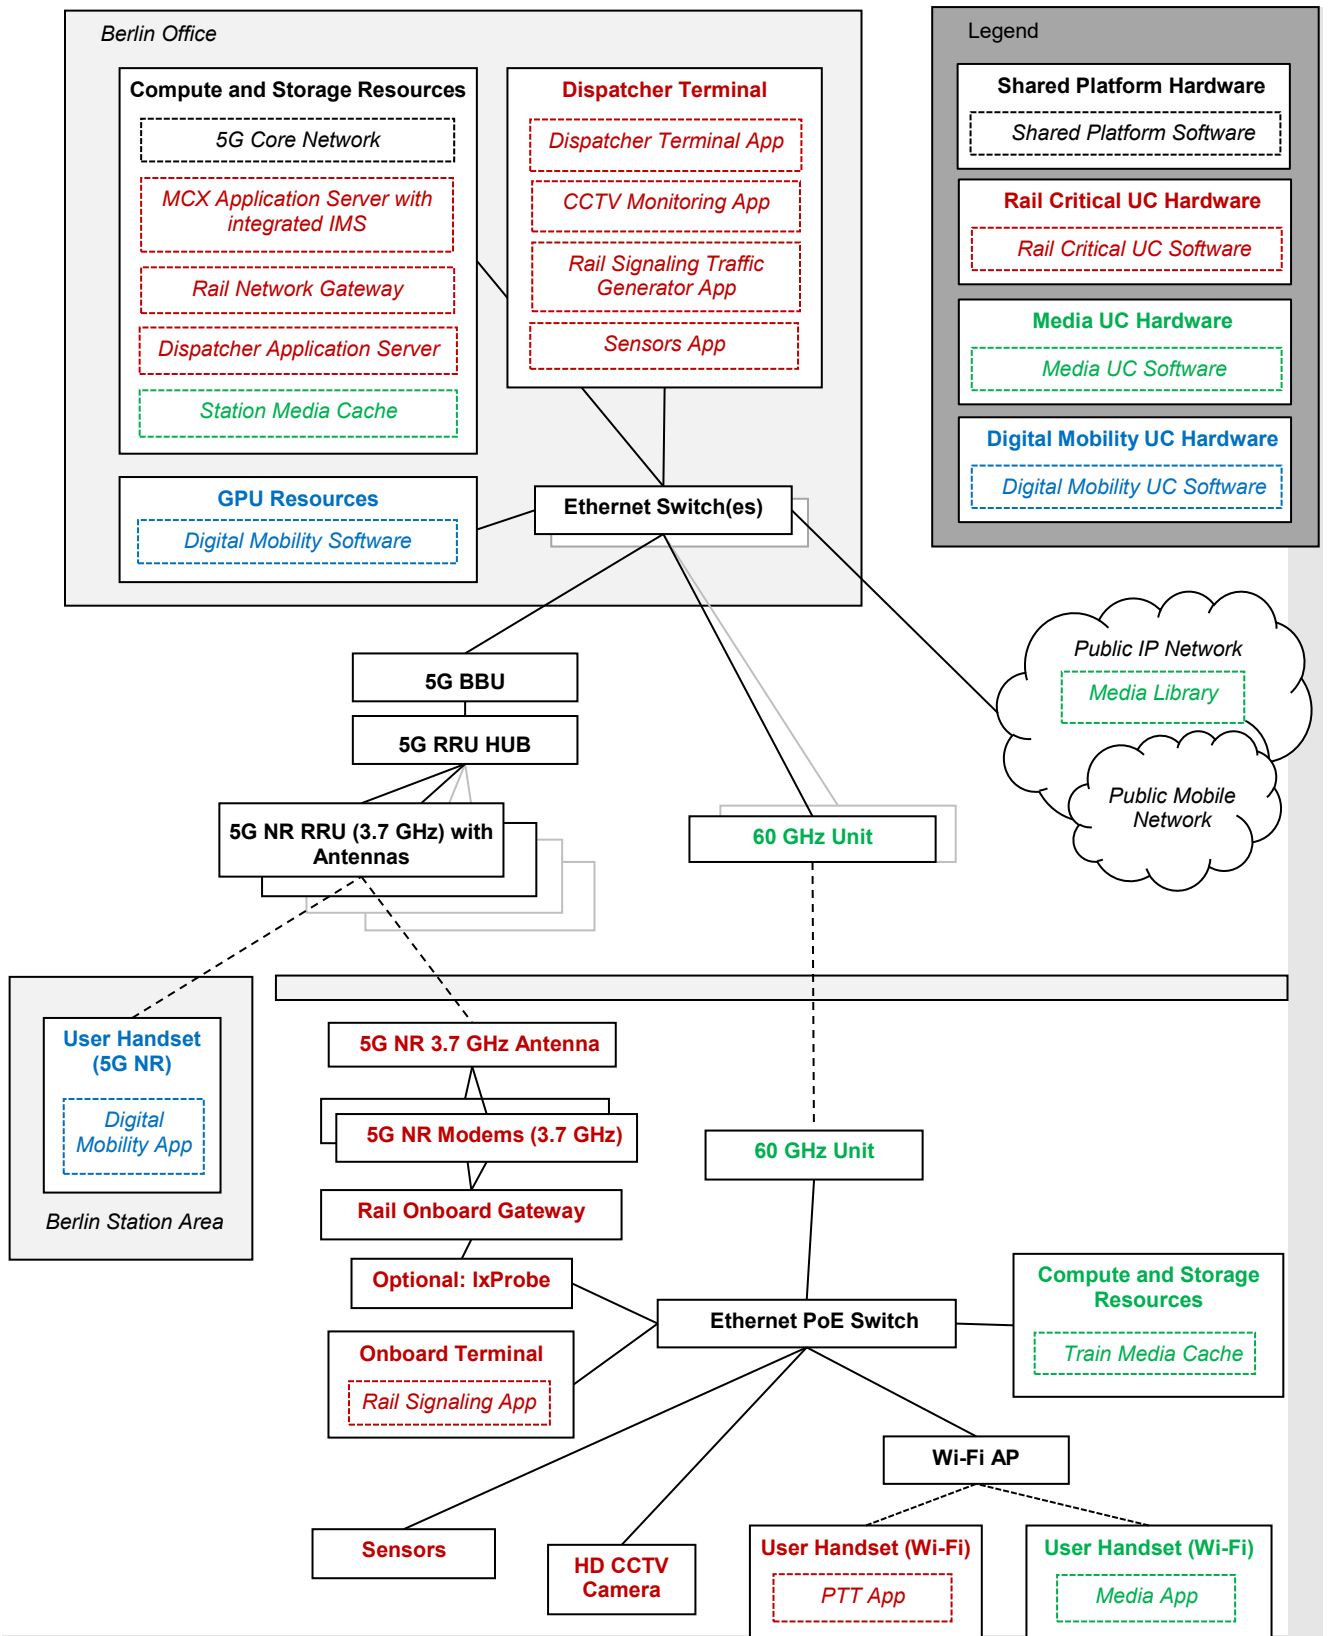 Berlin Office
Compute and Storage Resources
5G Core Network
MCX Application Server with
integrated IMS
Rail Network Gateway
Dispatcher Application Server
Station Media Cache
Dispatcher Terminal
Dispatcher Terminal App
CCTV Monitoring App
Rail Signaling Traffic
Generator App
Sensors App
GPU Resources
Digital Mobility Software
Ethernet Switch(es)
Legend
Shared Platform Hardware
Shared Platform Software
Rail Critical UC Hardware
Rail Critical UC Software
Media UC Hardware
Media UC Software
Digital Mobility UC Hardware
Digital Mobility UC Software
Public IP Network
Media Library
Public Mobile
Network
5G BBU
5G RRU HUB
5G NR RRU (3.7 GHz) with
Antennas
60 GHz Unit
User Handset
(5G NR)
Digital
Mobility App
Berlin Station Area
5G NR 3.7 GHz Antenna
5G NR Modems (3.7 GHz)
Rail Onboard Gateway
Optional: IxProbe
Onboard Terminal
Rail Signaling App
60 GHz Unit
Ethernet PoE Switch
Compute and Storage
Resources
Train Media Cache
Wi-Fi AP
Sensors
HD CCTV
Camera
User Handset (Wi-Fi)
PTT App
User Handset (Wi-Fi)
Media App